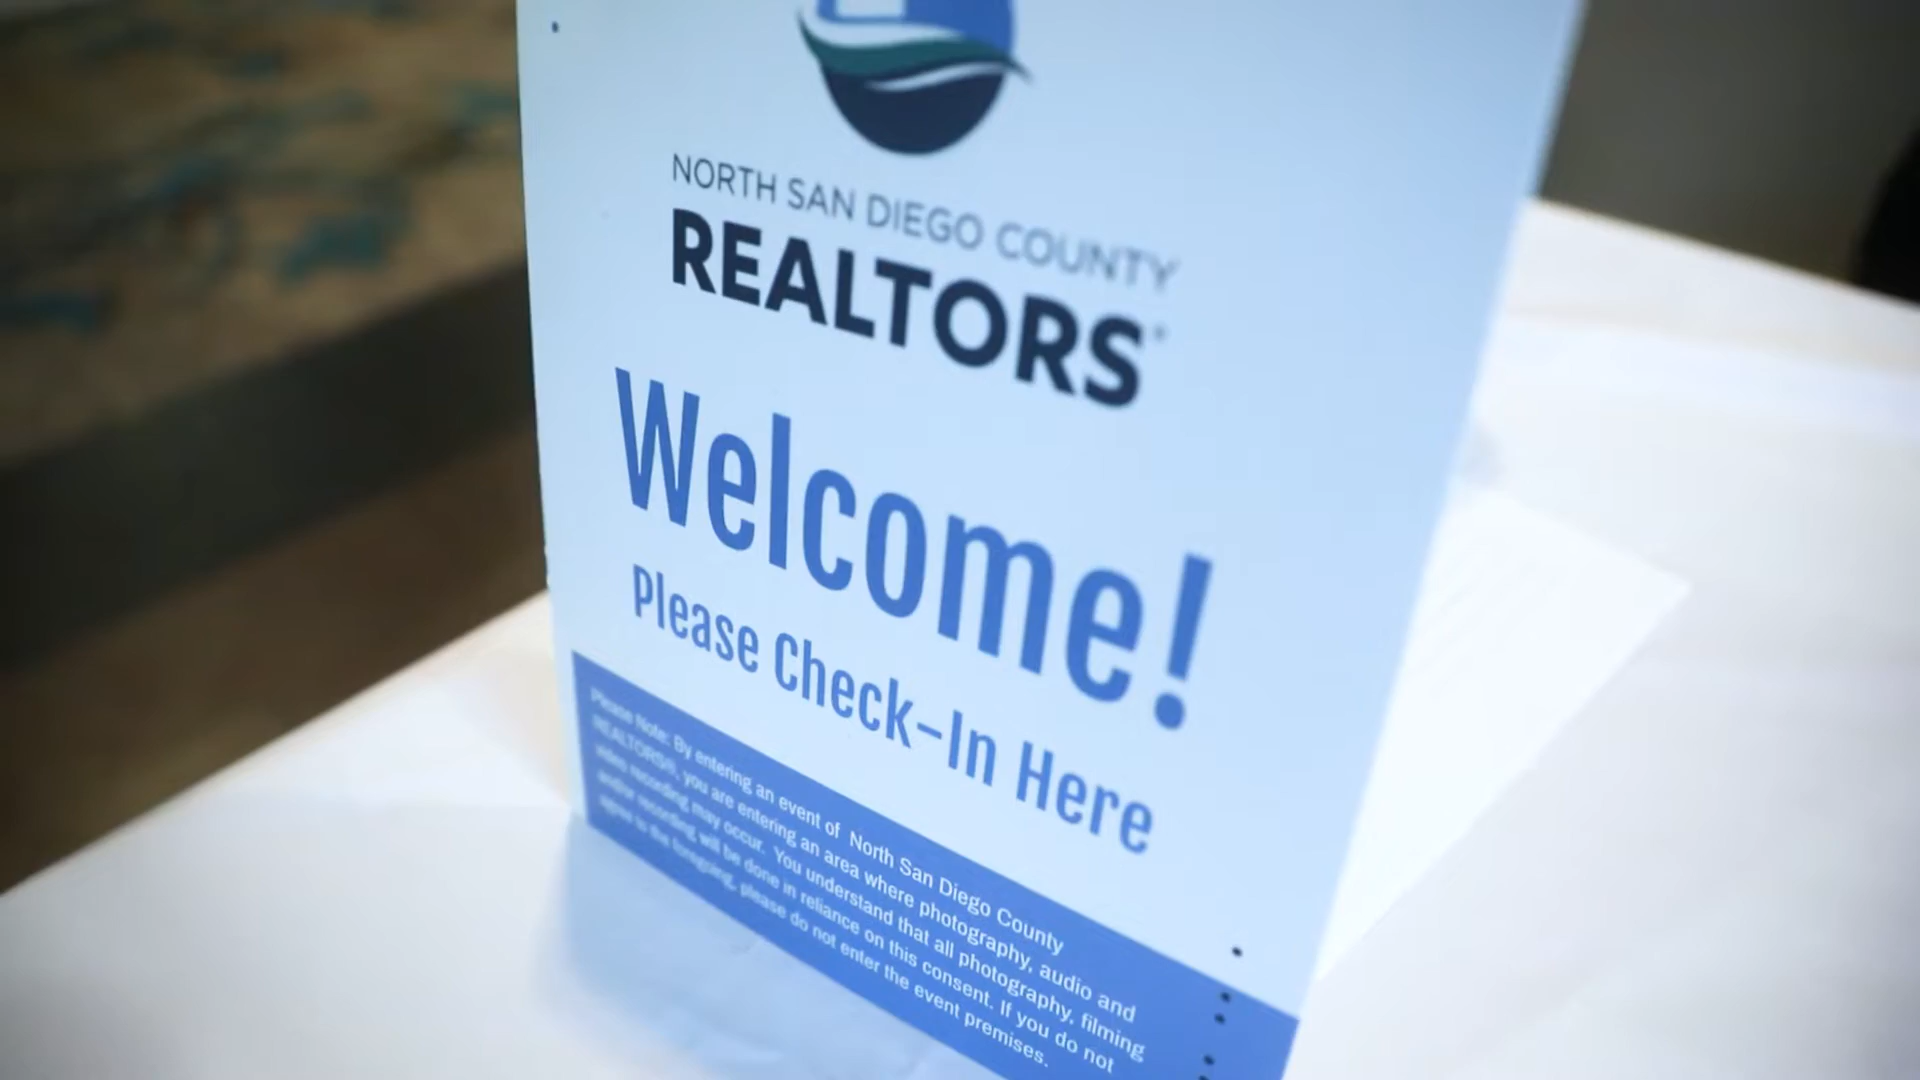 NORTH SAN DIEGO COUNTY
REALTORS®
Welcome!
Please Check-In Here
Please Note: By entering an event of North San Diego County
REALTORS®, you are entering an area where photography, audio and
video recording may occur. You understand that all photography, filming
and/or recording will be done in reliance on this consent. If you do not
agree to the foregoing, please do not enter the event premises.